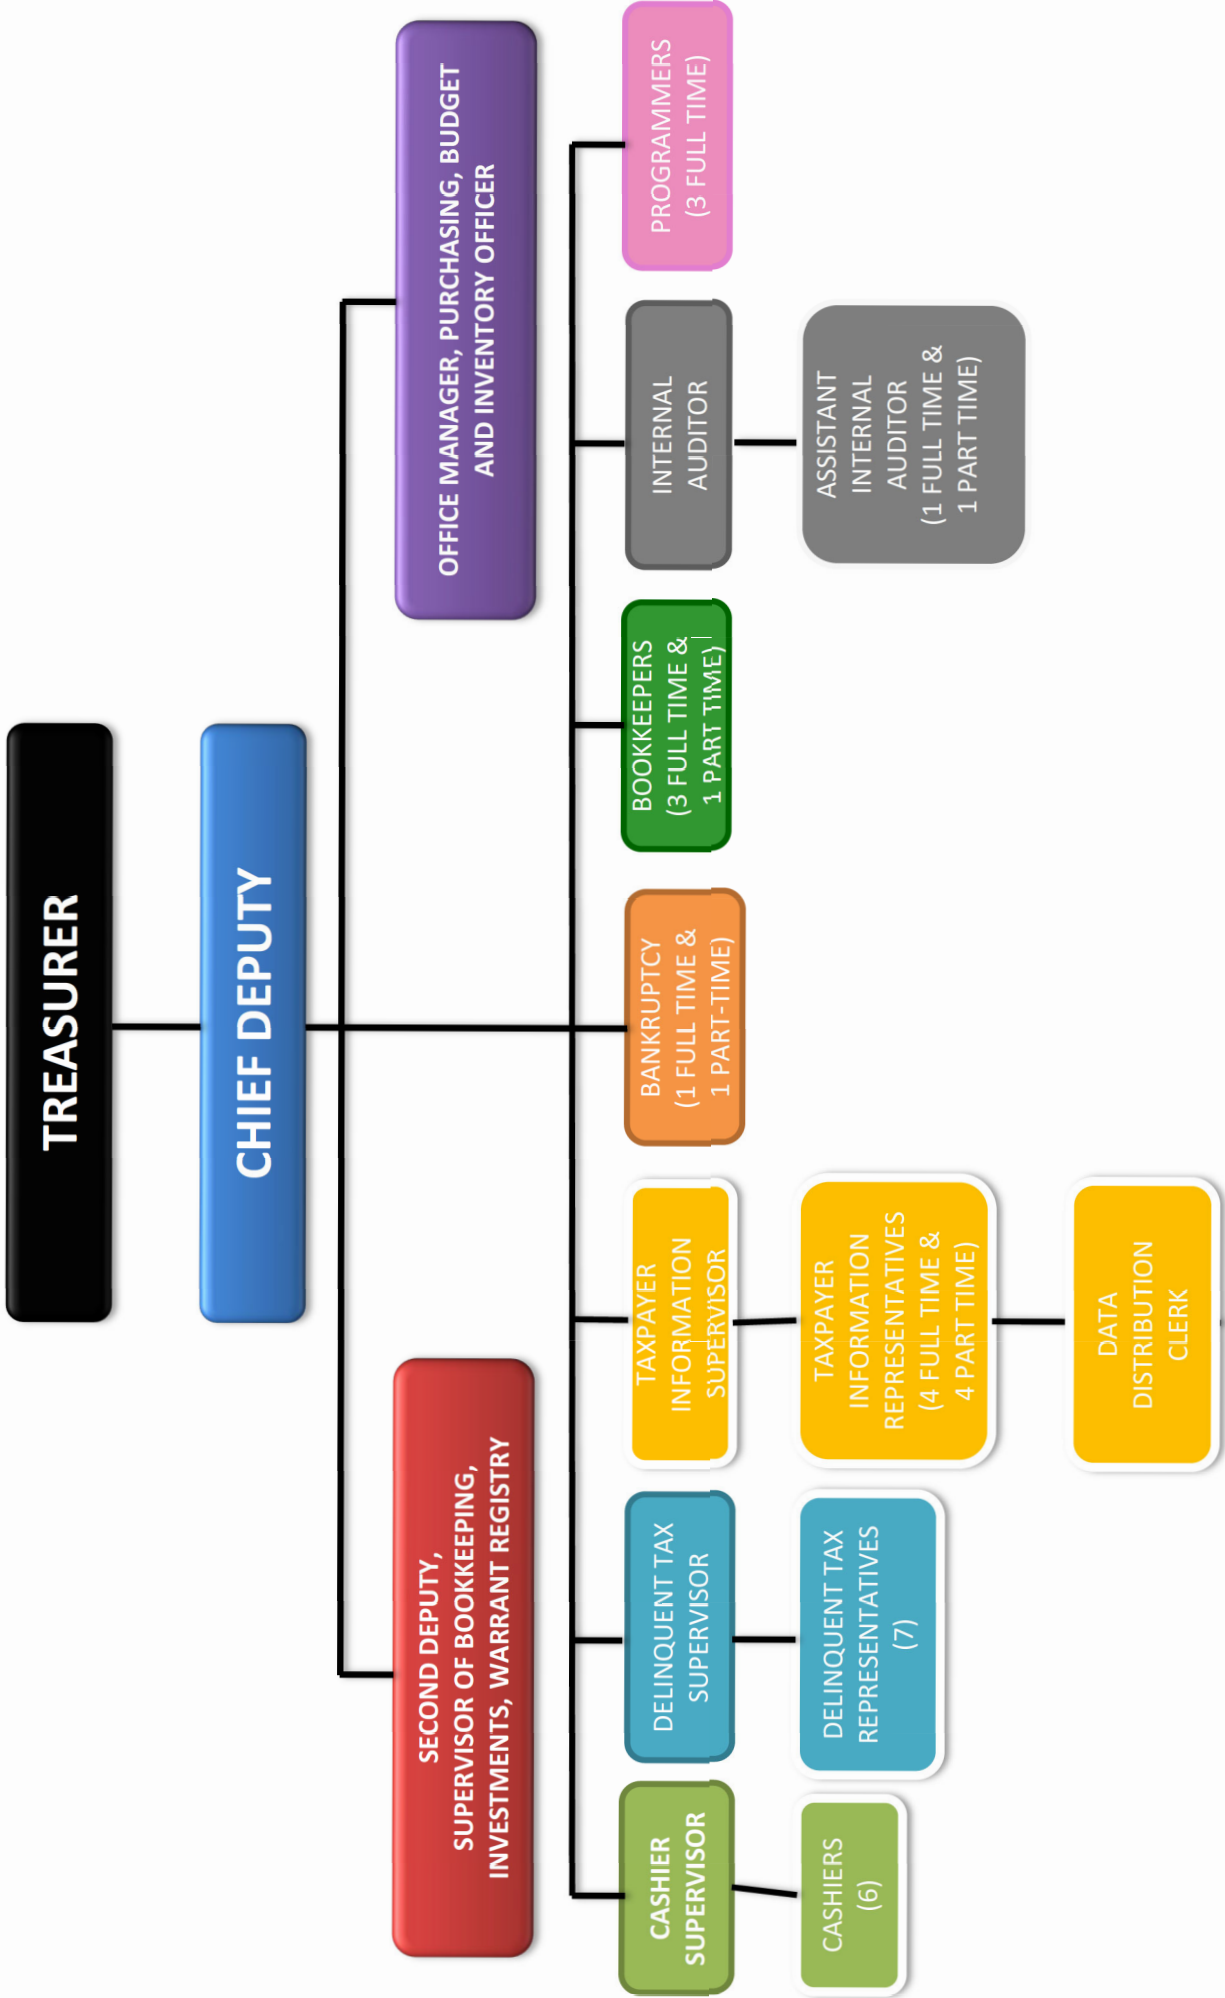 TREASURER
CHIEF DEPUTY
SECOND DEPUTY,
SUPERVISOR OF BOOKKEEPING,
INVESTMENTS, WARRANT REGISTRY
OFFICE MANAGER, PURCHASING, BUDGET
AND INVENTORY OFFICER
CASHIER
SUPERVISOR
DELINQUENT TAX
SUPERVISOR
TAXPAYER
INFORMATION
SUPERVISOR
BANKRUPTCY
(1 FULL TIME &
1 PART-TIME)
BOOKKEEPERS
(3 FULL TIME &
1 PART TIME)
INTERNAL
AUDITOR
PROGRAMMERS
(3 FULL TIME)
CASHIERS
(6)
DELINQUENT TAX
REPRESENTATIVES
(7)
TAXPAYER
INFORMATION
REPRESENTATIVES
(4 FULL TIME &
4 PART TIME)
ASSISTANT
INTERNAL
AUDITOR
(1 FULL TIME &
1 PART TIME)
DATA
DISTRIBUTION
CLERK